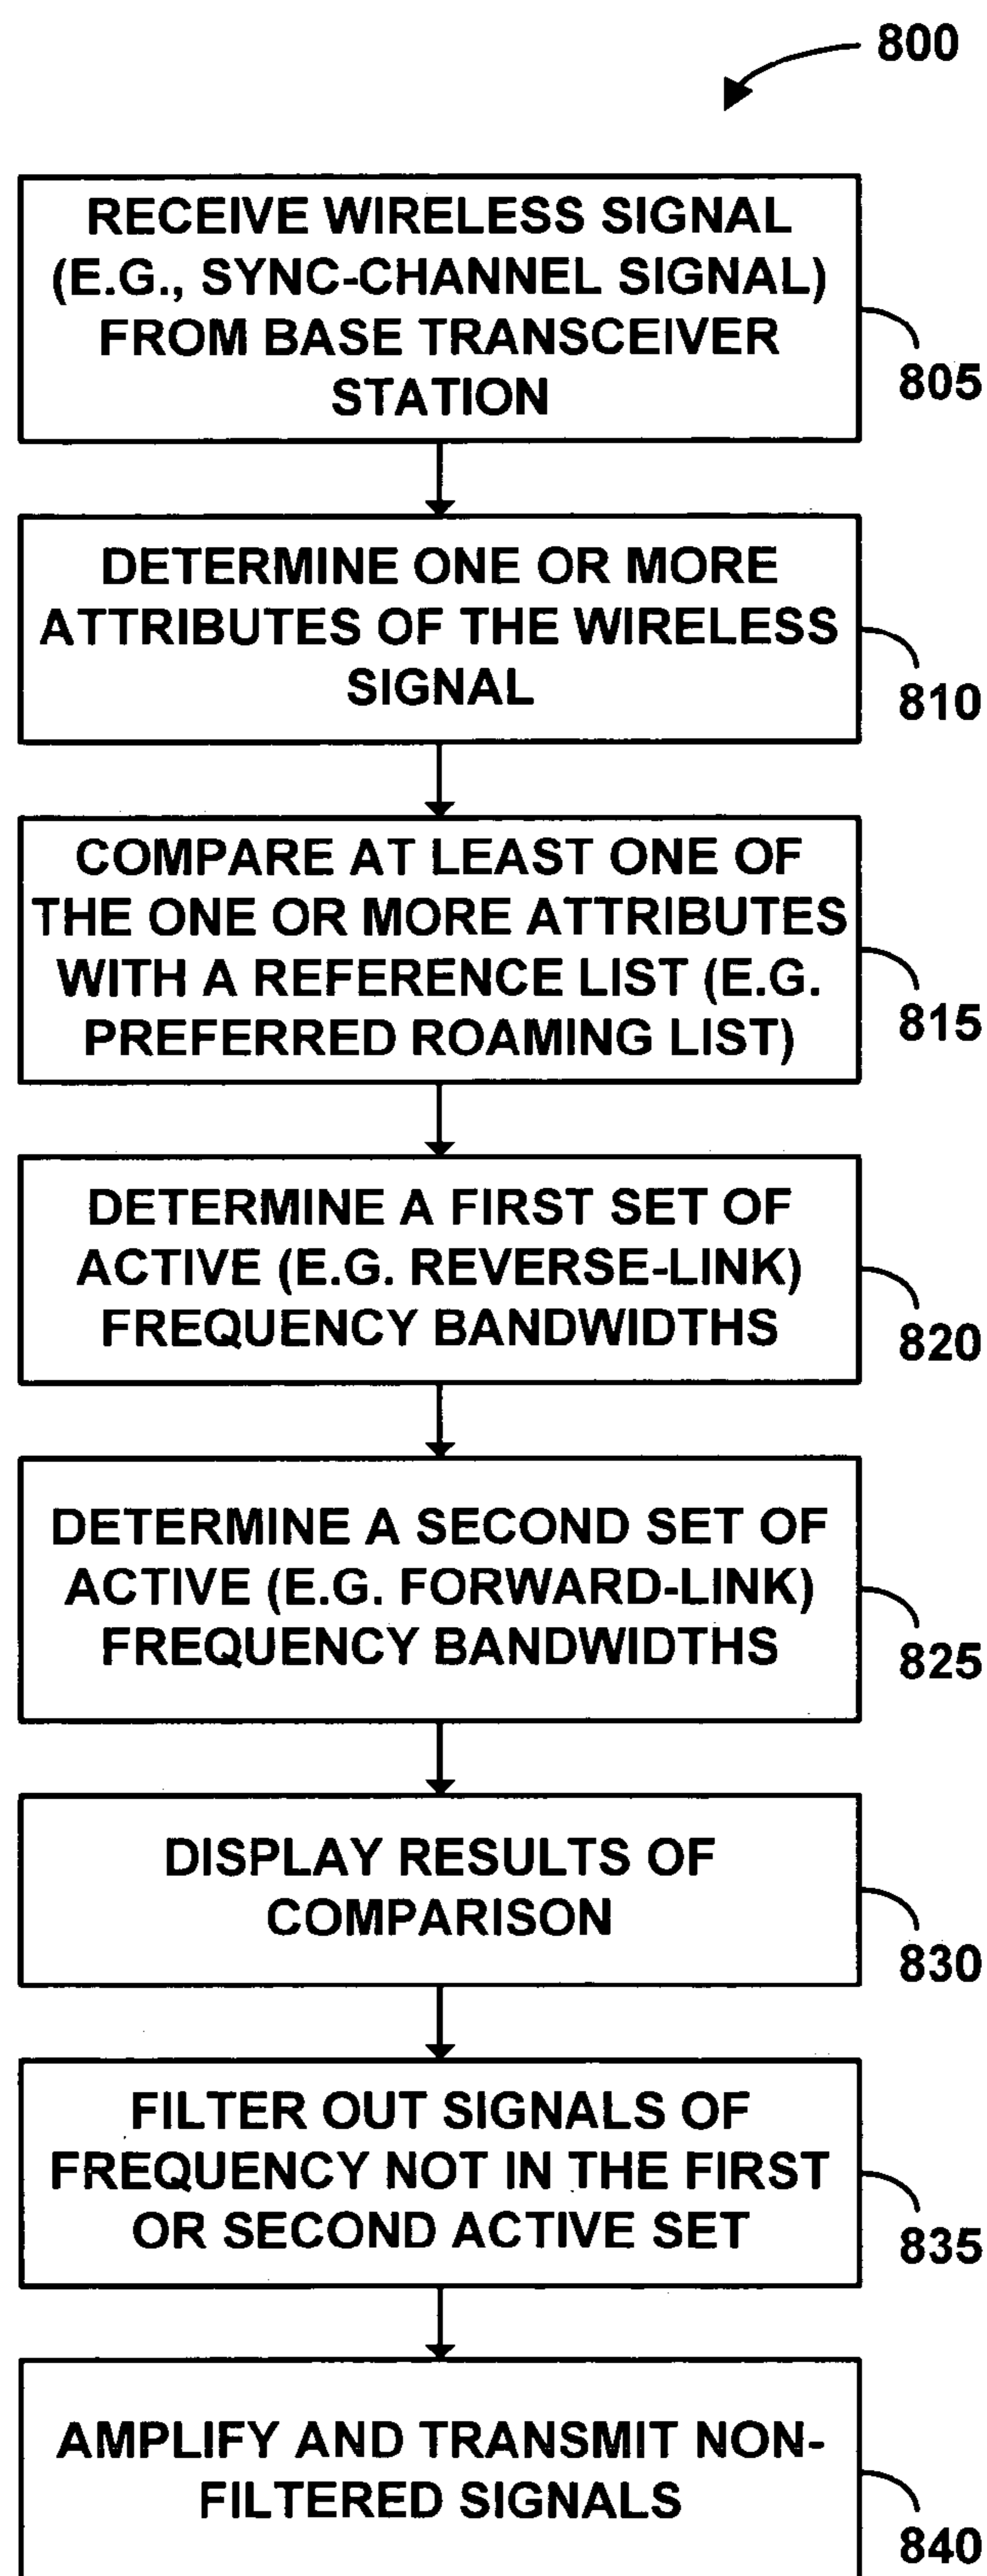 800
RECEIVE WIRELESS SIGNAL
(E.G., SYNC-CHANNEL SIGNAL)
FROM BASE TRANSCEIVER
STATION
805
DETERMINE ONE OR MORE
ATTRIBUTES OF THE WIRELESS
SIGNAL
810
COMPARE AT LEAST ONE OF
THE ONE OR MORE ATTRIBUTES
WITH A REFERENCE LIST (E.G.
PREFERRED ROAMING LIST)
815
DETERMINE A FIRST SET OF
ACTIVE (E.G. REVERSE-LINK)
FREQUENCY BANDWIDTHS
820
DETERMINE A SECOND SET OF
ACTIVE (E.G. FORWARD-LINK)
FREQUENCY BANDWIDTHS
825
DISPLAY RESULTS OF
COMPARISON
830
FILTER OUT SIGNALS OF
FREQUENCY NOT IN THE FIRST
OR SECOND ACTIVE SET
835
AMPLIFY AND TRANSMIT NON-
FILTERED SIGNALS
840